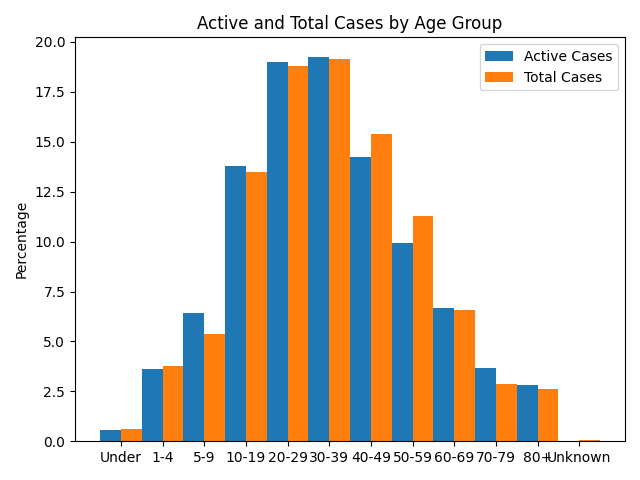 Active and Total Cases by Age Group
Active Cases
Total Cases
Percentage
20.0
17.5
15.0
12.5
10.0
7.5
5.0
2.5
0.0
Under 1-4 5-9 10-19 20-29 30-39 40-49 50-59 60-69 70-79 80+ Unknown